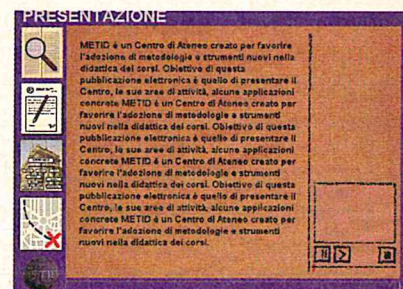 PRESENTAZIONE
METID è un Centro di Ateneo creato per favorire
l'adozione di metodologie e strumenti nuovi nella
didattica dei corsi. Obiettivo di questa
pubblicazione elettronica è quello di presentare il
Centro, le sue aree di attività, alcune applicazioni
concrete METID è un Centro di Ateneo creato per
favorire l'adozione di metodologie e strumenti
nuovi nella didattica dei corsi. Obiettivo di questa
pubblicazione elettronica è quello di presentare il
Centro, le sue aree di attività, alcune applicazioni
concrete METID è un Centro di Ateneo creato per
favorire l'adozione di metodologie e strumenti
nuovi nella didattica dei corsi. Obiettivo di questa
pubblicazione elettronica è quello di presentare il
Centro, le sue aree di attività, alcune applicazioni
concrete METID è un Centro di Ateneo creato per
favorire l'adozione di metodologie e strumenti
nuovi nella didattica dei corsi.